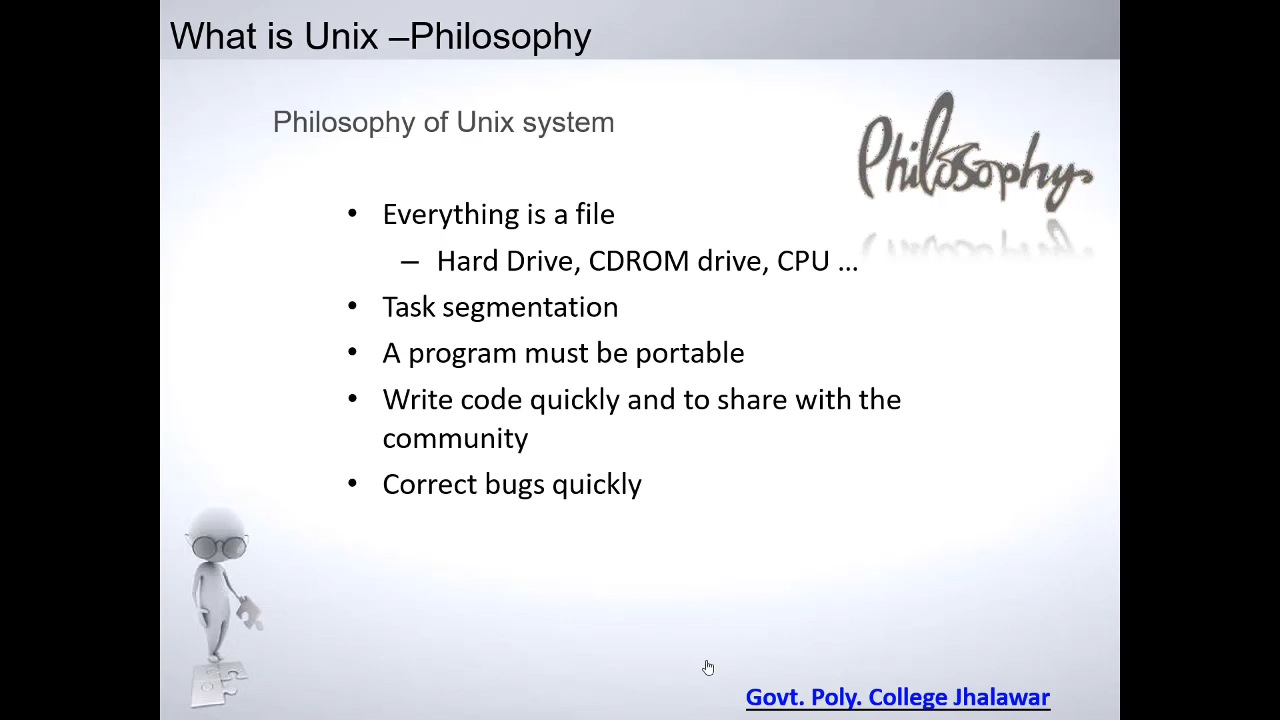 What is Unix –Philosophy
Philosophy of Unix system
Philosophy
• Everything is a file
– Hard Drive, CDROM drive, CPU ...
• Task segmentation
• A program must be portable
• Write code quickly and to share with the
community
• Correct bugs quickly
Govt. Poly. College Jhalawar